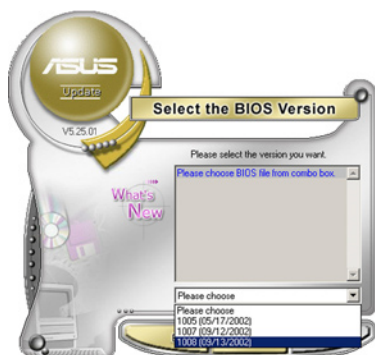 ASUS
Update
V5.25.01
Select the BIOS Version
Please select the version you want.
What's
New
Please choose BIOS file from combo box.
Please choose
Please choose
1005 (05/17/2002)
1007 (09/12/2002)
1008 (09/13/2002)